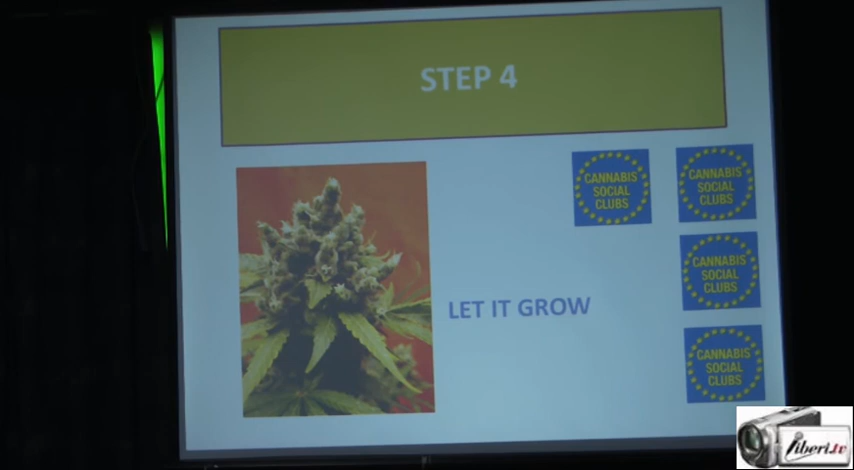 STEP 4
CANNABIS
SOCIAL
CLUBS
CANNABIS
SOCIAL
CLUBS
CANNABIS
SOCIAL
CLUBS
LET IT GROW
CANNABIS
SOCIAL
CLUBS
liberi.tv